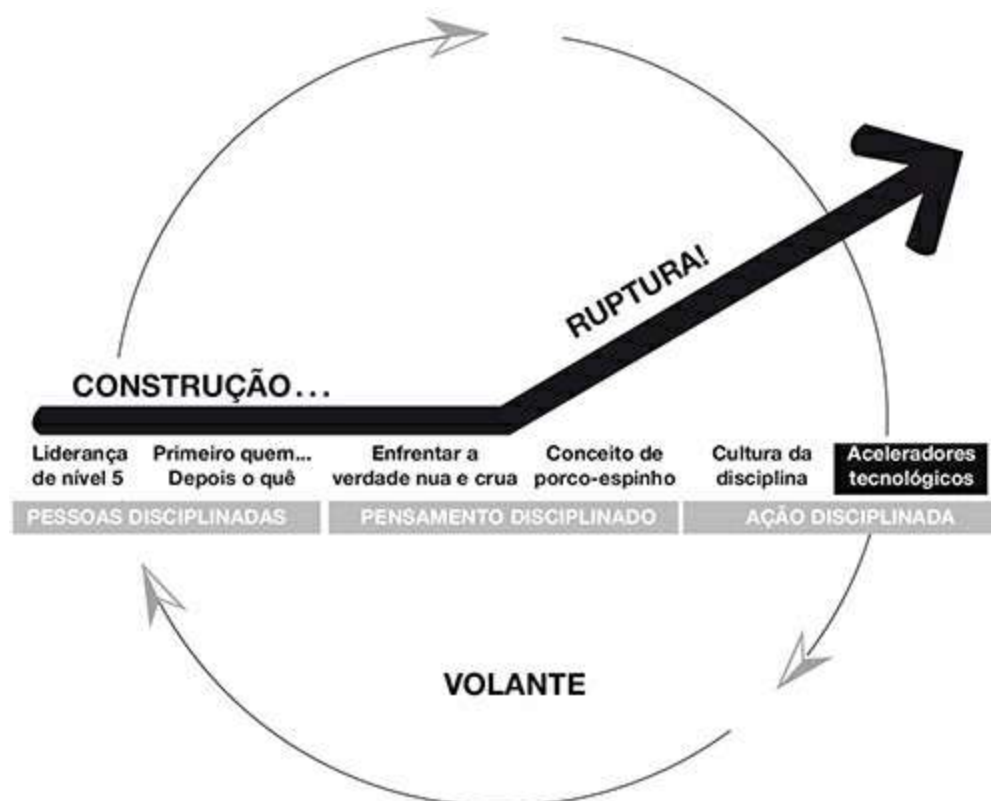 RUPTURA!
CONSTRUÇÃO...
Liderança
de nível 5
Primeiro quem...
Depois o quê
Enfrentar a
verdade nua e crua
Conceito de
porco-espinho
Cultura da
disciplina
Aceleradores
tecnológicos
PESSOAS DISCIPLINADAS
PENSAMENTO DISCIPLINADO
AÇÃO DISCIPLINADA
VOLANTE